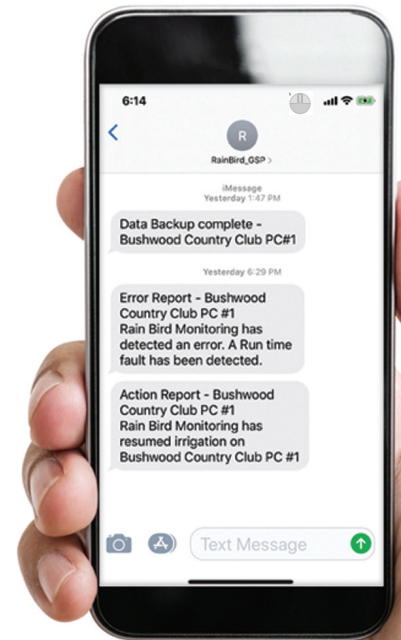 6:14
R
RainBird_GSP >
iMessage
Yesterday 1:47 PM
Data Backup complete -
Bushwood Country Club PC#1
Yesterday 6:29 PM
Error Report - Bushwood
Country Club PC #1
Rain Bird Monitoring has
detected an error. A Run time
fault has been detected.
Action Report - Bushwood
Country Club PC #1
Rain Bird Monitoring has
resumed irrigation on
Bushwood Country Club PC #1
Text Message